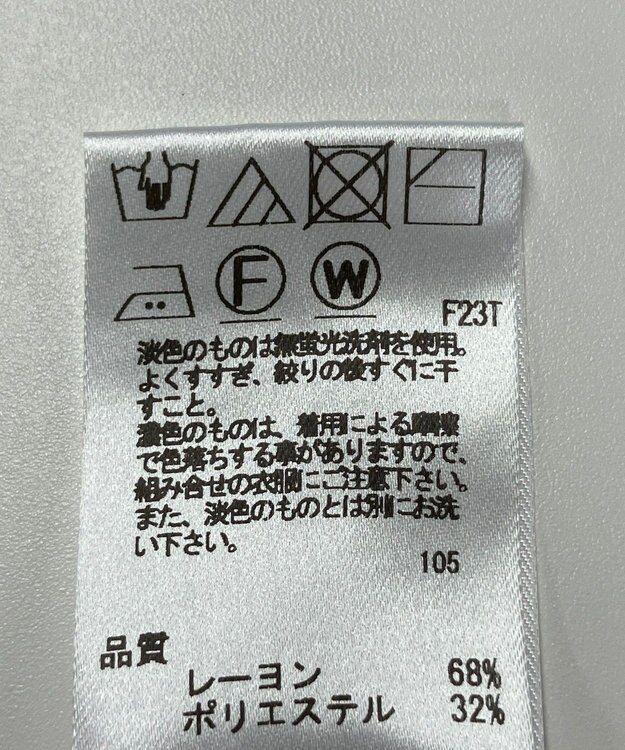 F W
F23T
淡色のものは無蛍光洗剤を使用。
よくすすぎ、絞りの後すぐに干
すこと。
濃色のものは、着用による摩擦
で色落ちする事がありますので、
組み合せの衣服にご注意下さい。
また、淡色のものとは別にお洗
い下さい。
105
品質
レーヨン 68%
ポリエステル 32%